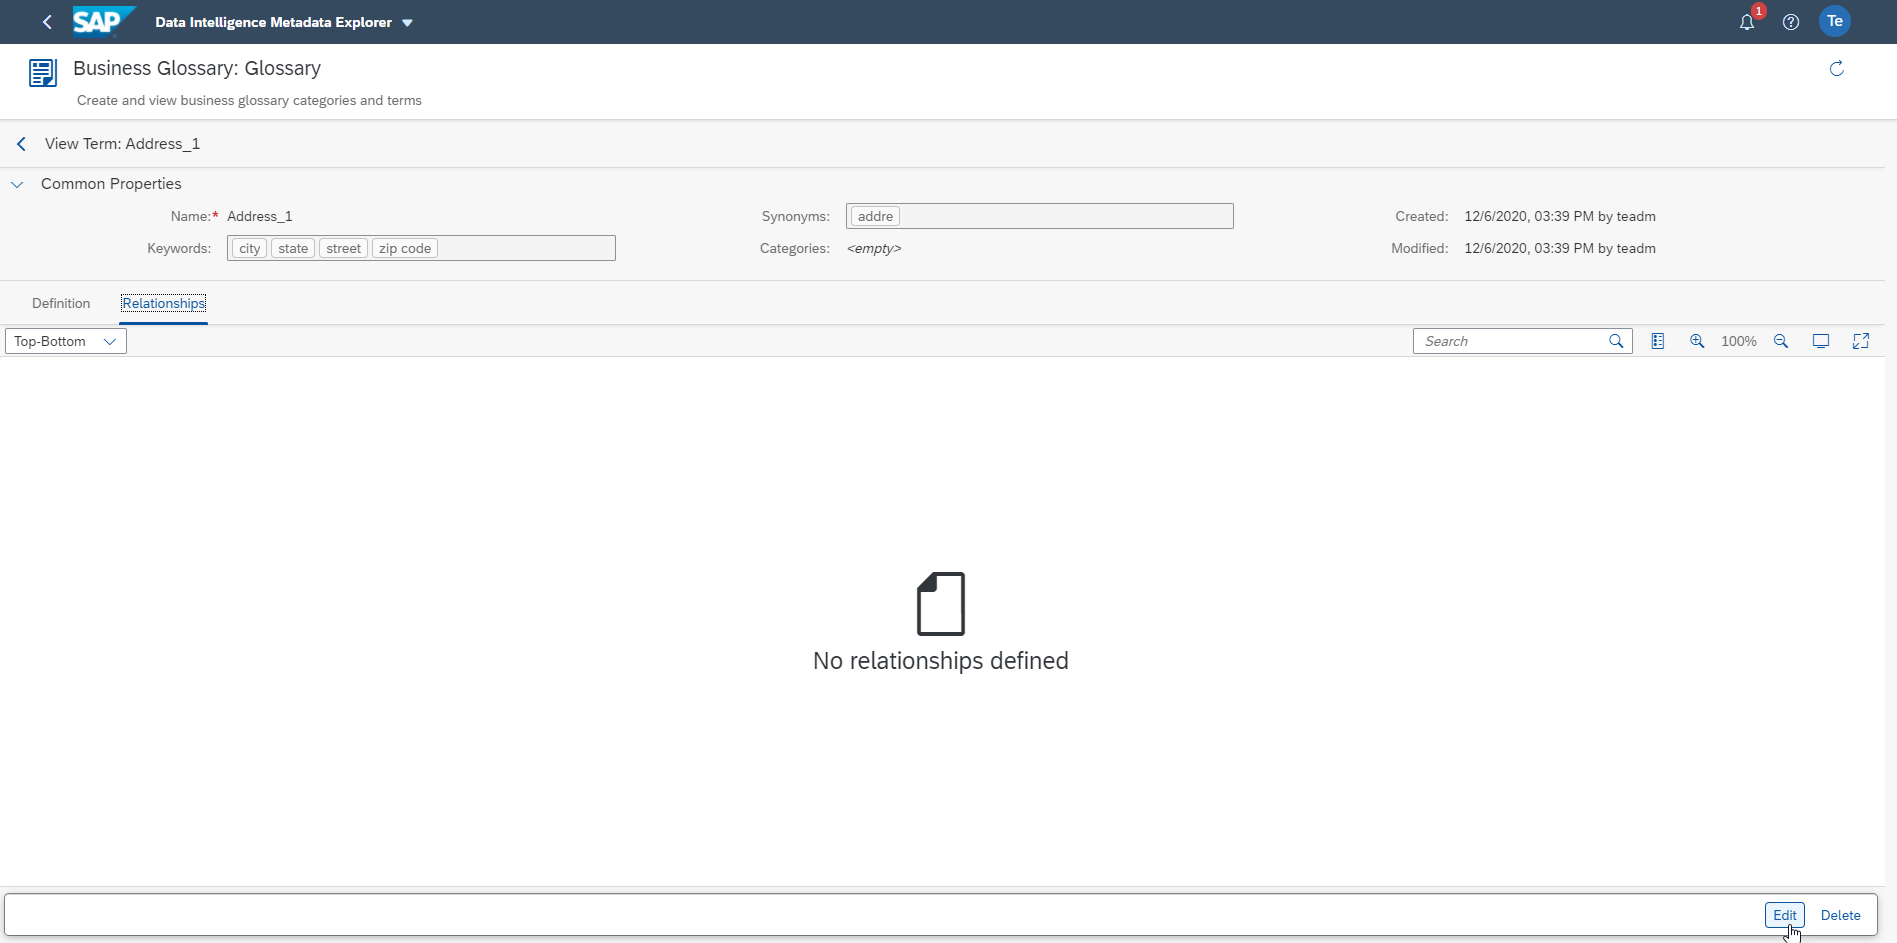 SAP Data Intelligence Metadata Explorer 1 Te
Business Glossary: Glossary
Create and view business glossary categories and terms
View Term: Address_1
Common Properties
Name:* Address_1 Synonyms: addre Created: 12/6/2020, 03:39 PM by teadm
Keywords: city state street zip code Categories: <empty> Modified: 12/6/2020, 03:39 PM by teadm
Definition Relationships
Top-Bottom Search 100%
No relationships defined
Edit Delete